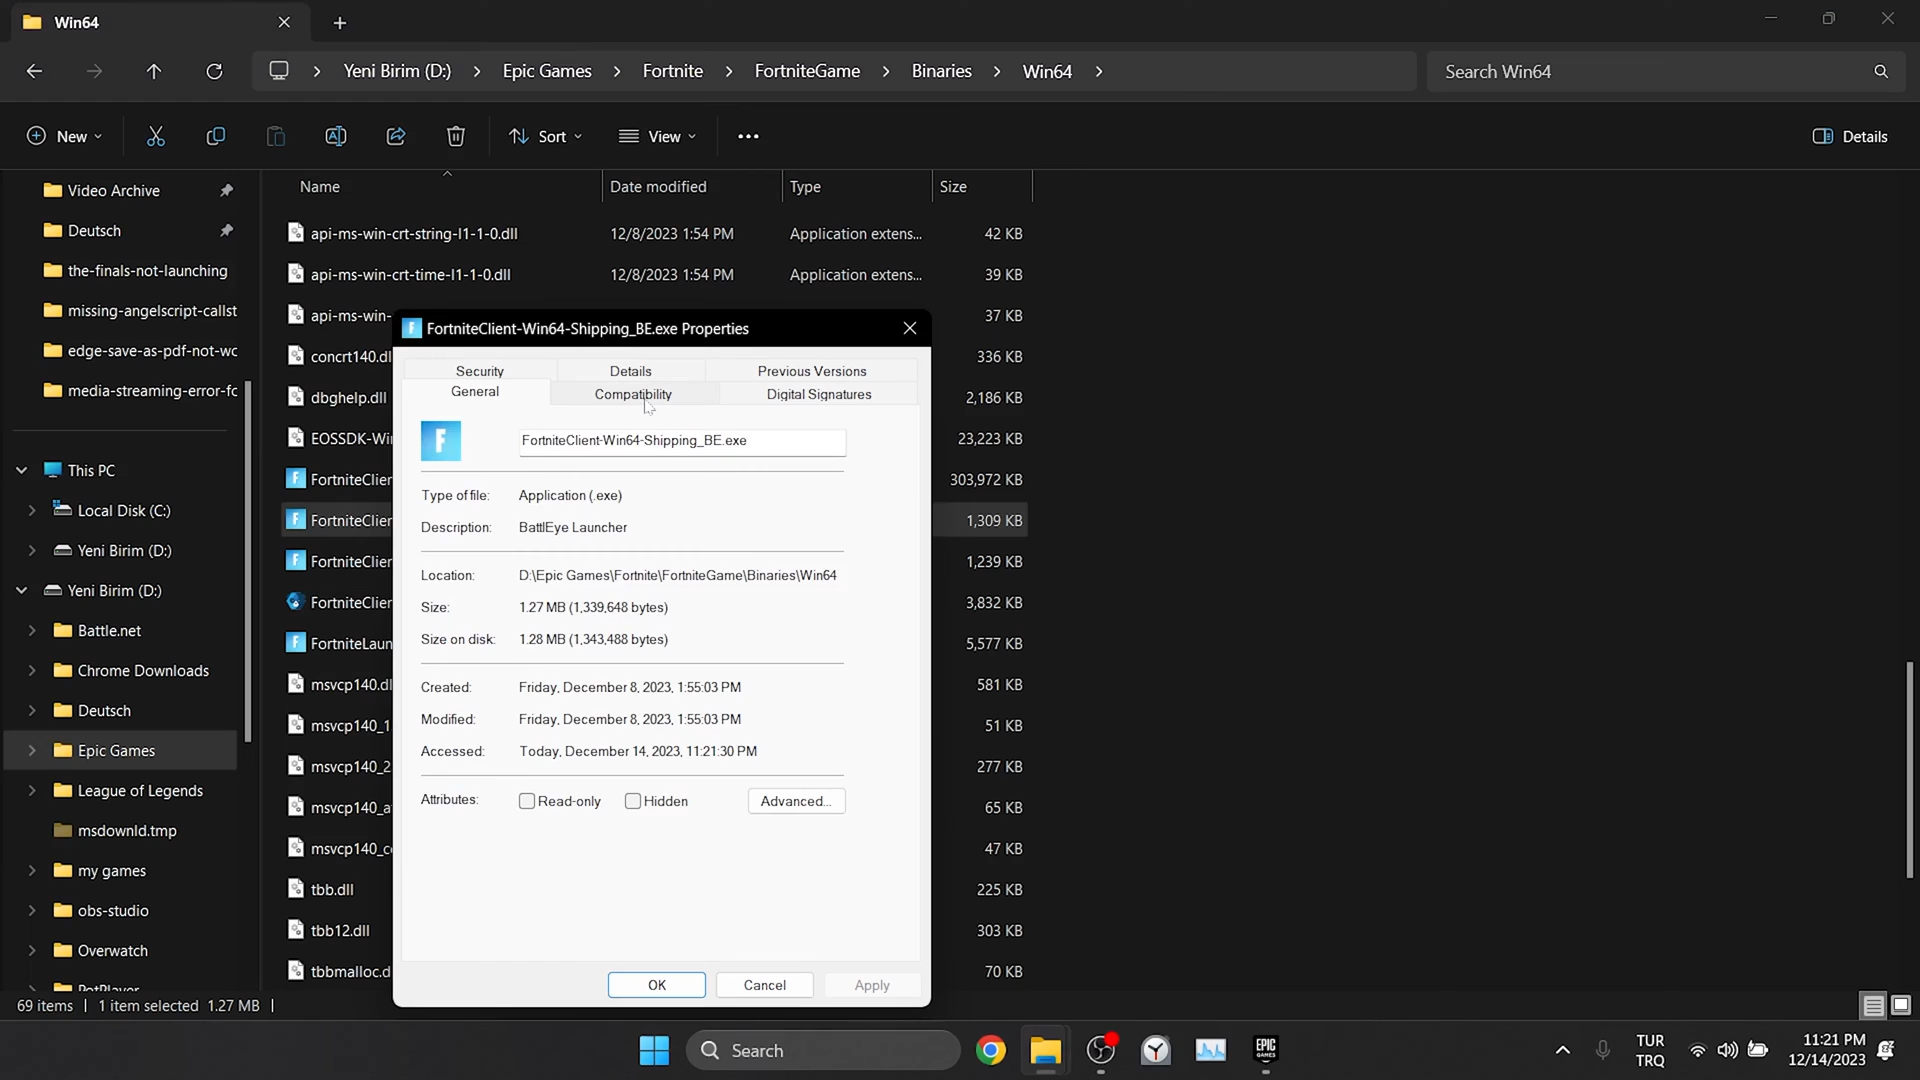 Win64
Yeni Birim (D:) Epic Games Fortnite FortniteGame Binaries Win64
Search Win64
New Sort View Details
Video Archive
Deutsch
the-finals-not-launching
missing-angelscript-callst
edge-save-as-pdf-not-wo
media-streaming-error-fo
This PC
Local Disk (C:)
Yeni Birim (D:)
Yeni Birim (D:)
Battle.net
Chrome Downloads
Deutsch
Epic Games
League of Legends
msdownld.tmp
my games
obs-studio
Overwatch
PotPlayer
Name Date modified Type Size
api-ms-win-crt-string-l1-1-0.dll 12/8/2023 1:54 PM Application extens... 42 KB
api-ms-win-crt-time-l1-1-0.dll 12/8/2023 1:54 PM Application extens... 39 KB
api-ms-win- 37 KB
concrt140.dl 336 KB
dbghelp.dll 2,186 KB
EOSSDK-Wi 23,223 KB
FortniteClier 303,972 KB
FortniteClier 1,309 KB
FortniteClier 1,239 KB
FortniteClier 3,832 KB
FortniteLaun 5,577 KB
msvcp140.dl 581 KB
msvcp140_1 51 KB
msvcp140_2 277 KB
msvcp140_a 65 KB
msvcp140_c 47 KB
tbb.dll 225 KB
tbb12.dll 303 KB
tbbmalloc.d 70 KB
FortniteClient-Win64-Shipping_BE.exe Properties
Security Details Previous Versions
General Compatibility Digital Signatures
F
FortniteClient-Win64-Shipping_BE.exe
Type of file: Application (.exe)
Description: BattlEye Launcher
Location: D:\Epic Games\Fortnite\FortniteGame\Binaries\Win64
Size: 1.27 MB (1,339,648 bytes)
Size on disk: 1.28 MB (1,343,488 bytes)
Created: Friday, December 8, 2023, 1:55:03 PM
Modified: Friday, December 8, 2023, 1:55:03 PM
Accessed: Today, December 14, 2023, 11:21:30 PM
Attributes: Read-only Hidden Advanced...
OK Cancel Apply
69 items 1 item selected 1.27 MB
Search
EPIC
GAMES
TUR
TRQ
11:21 PM
12/14/2023